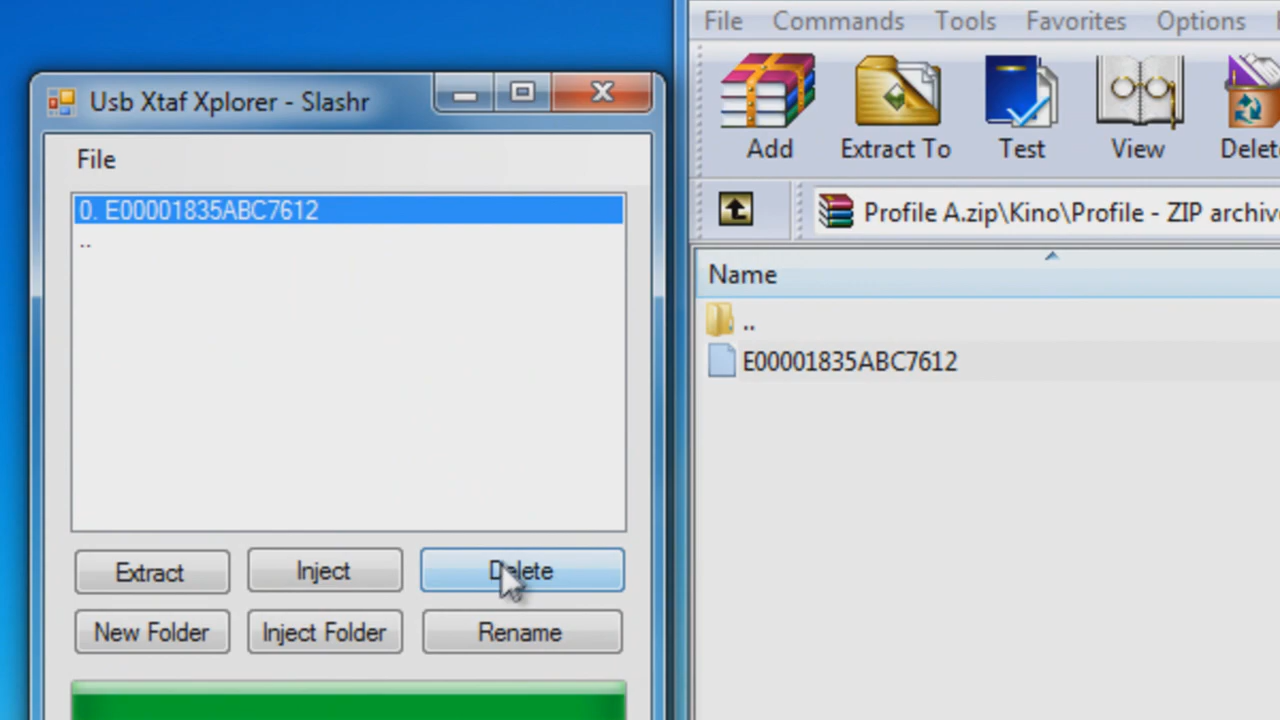 Usb Xtaf Xplorer - Slashr
File
0. E00001835ABC7612
..
Extract
Inject
Delete
New Folder
Inject Folder
Rename
File Commands Tools Favorites Options
Add
Extract To
Test
View
Profile A.zip\Kino\Profile - ZIP
Name
..
E00001835ABC7612